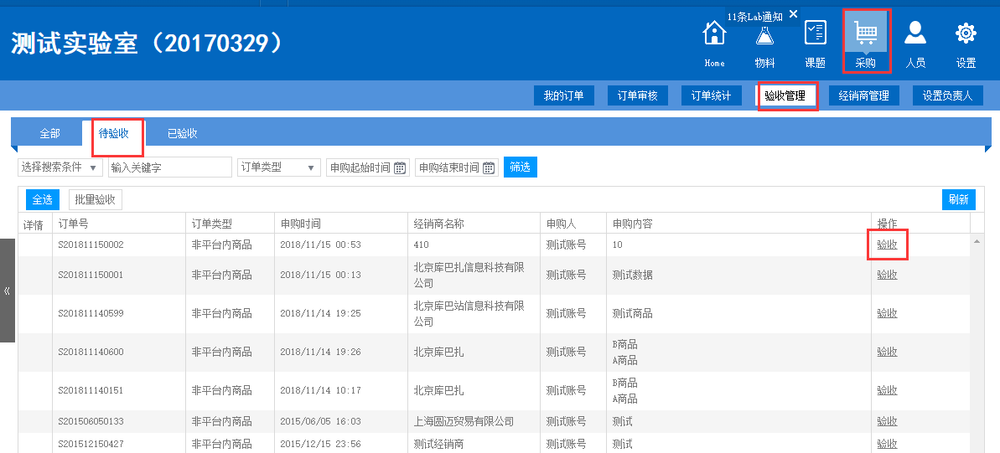 11条Lab通知 ✕
测试实验室（20170329）
Home 物料 课题 采购 人员 设置
我的订单 订单审核 订单统计 验收管理 经销商管理 设置负责人
全部 待验收 已验收
选择搜索条件 输入关键字 订单类型 申购起始时间 申购结束时间 筛选
全选 批量验收 刷新
详情 订单号 订单类型 申购时间 经销商名称 申购人 申购内容 操作
S201811150002 非平台内商品 2018/11/15 00:53 410 测试账号 10 验收
S201811150001 非平台内商品 2018/11/15 00:13 北京库巴扎信息科技有限公司 测试账号 测试数据 验收
S201811140599 非平台内商品 2018/11/14 19:25 北京库巴站信息科技有限公司 测试账号 测试商品 验收
S201811140600 非平台内商品 2018/11/14 19:26 北京库巴扎 测试账号 B商品
A商品 验收
S201811140151 非平台内商品 2018/11/14 10:17 北京库巴扎 测试账号 B商品
A商品 验收
S201506050133 非平台内商品 2015/06/05 16:03 上海圆迈贸易有限公司 测试账号 测试 验收
S201512150427 非平台内商品 2015/12/15 23:56 测试经销商 测试账号 测试 验收
«